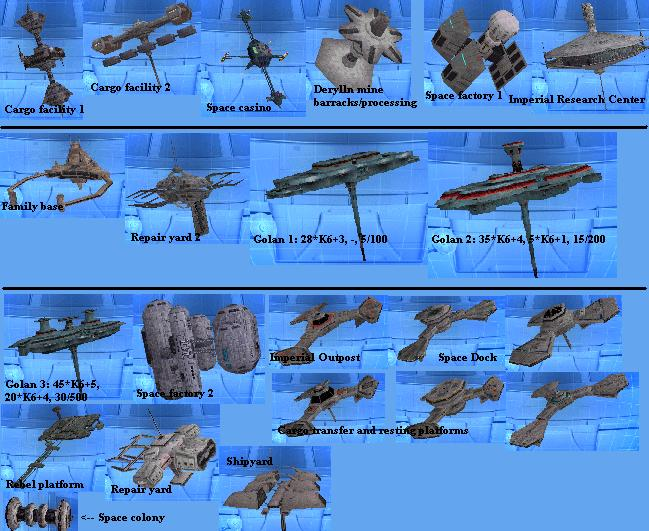 Cargo facility 1
Cargo facility 2
Space casino
Derylln mine
barracks/processing
Space factory 1
Imperial Research Center
Family base
Repair yard 2
Golan 1: 28*K6+3, -, 5/100
Golan 2: 35*K6+4, 5*K6+1, 15/200
Golan 3: 45*K6+5,
20*K6+4, 30/500
Space factory 2
Imperial Outpost
Space Dock
Cargo transfer and resting platforms
Rebel platform
Repair yard
Shipyard
<-- Space colony